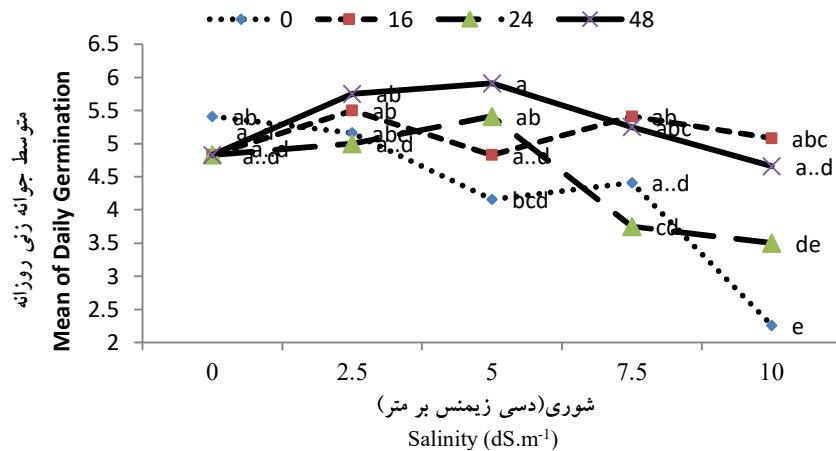 0 16 24 48
6.5
6
5.5
5
4.5
4
3.5
3
2.5
2
متوسط جوانه زنی روزانه
Mean of Daily Germination
ab
a..d
a..d
a..d
ab
ab
ab
a..d
a
ab
a..d
bcd
ab
abc
a..d
cd
abc
a..d
de
e
0 2.5 5 7.5 10
شوری(دسی زیمنس بر متر)
Salinity (dS.m⁻¹)